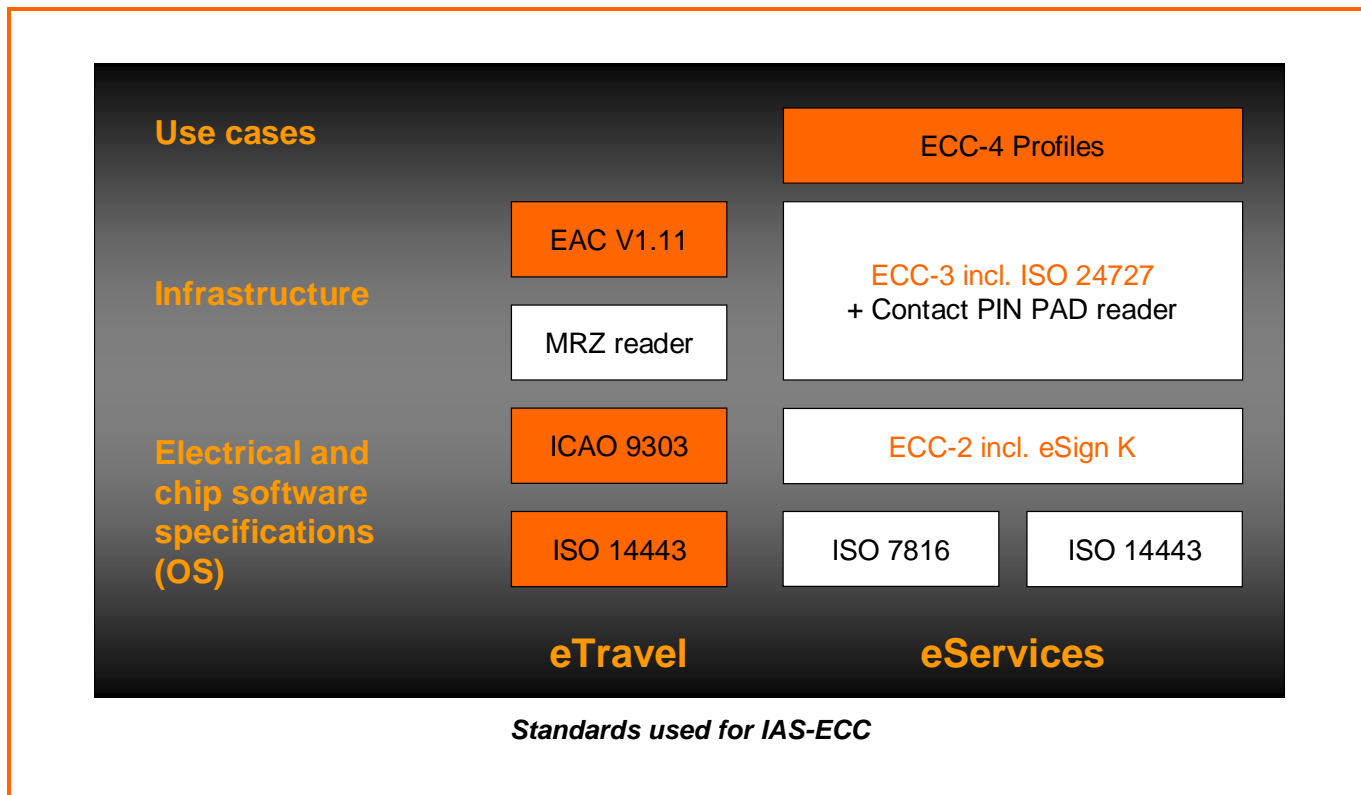 Use cases
ECC-4 Profiles
Infrastructure
EAC V1.11
MRZ reader
ECC-3 incl. ISO 24727
+ Contact PIN PAD reader
Electrical and
chip software
specifications
(OS)
ICAO 9303
ECC-2 incl. eSign K
ISO 14443
ISO 7816
ISO 14443
eTravel
eServices
Standards used for IAS-ECC